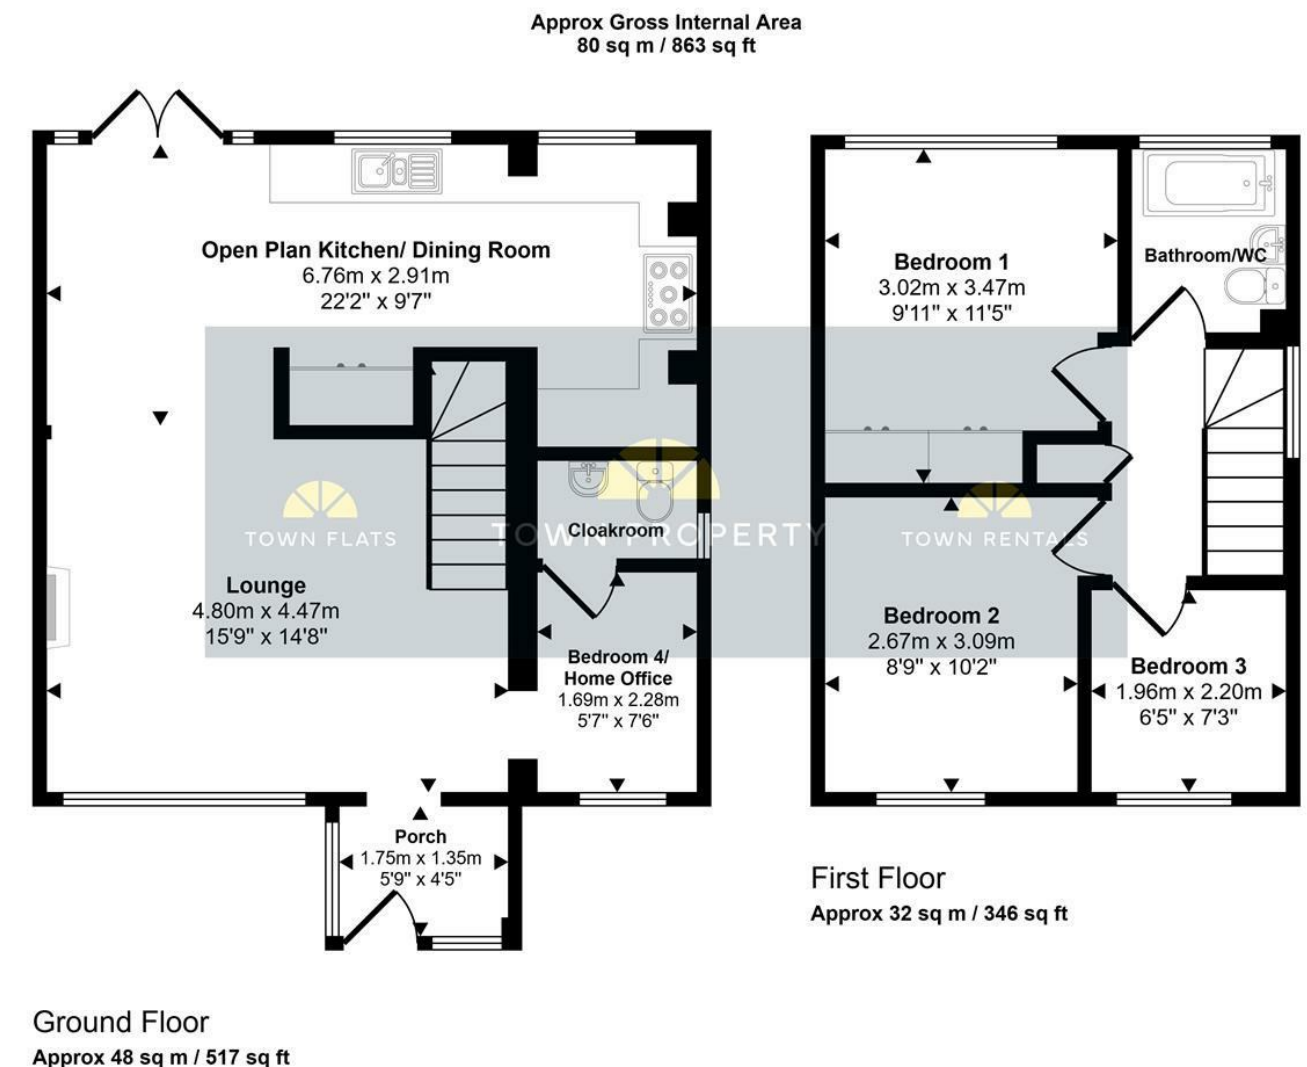 Approx Gross Internal Area
80 sq m / 863 sq ft
Open Plan Kitchen/ Dining Room
6.76m x 2.91m
22'2" x 9'7"
Lounge
4.80m x 4.47m
15'9" x 14'8"
Cloakroom
Bedroom 4/
Home Office
1.69m x 2.28m
5'7" x 7'6"
Porch
1.75m x 1.35m
5'9" x 4'5"
Ground Floor
Approx 48 sq m / 517 sq ft
Bedroom 1
3.02m x 3.47m
9'11" x 11'5"
Bathroom/WC
Bedroom 2
2.67m x 3.09m
8'9" x 10'2"
Bedroom 3
1.96m x 2.20m
6'5" x 7'3"
First Floor
Approx 32 sq m / 346 sq ft
TOWN FLATS
TOWN PROPERTY
TOWN RENTALS